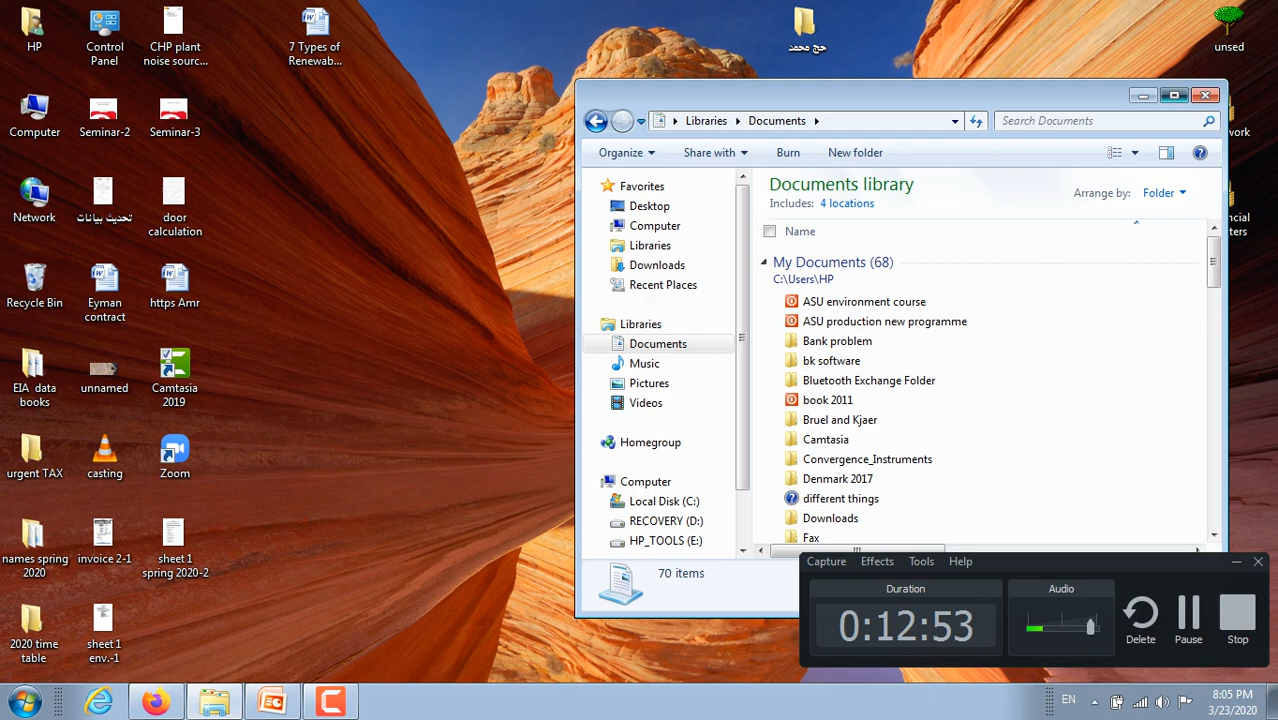 HP
Control
Panel
CHP plant
noise sourc...
7 Types of
Renewab...
حج محمد
unsed
Computer
Seminar-2
Seminar-3
Network
تحديث بيانات
door
calculation
Recycle Bin
Eyman
contract
https Amr
EIA data
books
unnamed
Camtasia
2019
urgent TAX
casting
Zoom
names spring
2020
invoice 2-1
sheet 1
spring 2020-2
2020 time
table
sheet 1
env.-1
Libraries
Documents
Search Documents
Organize
Share with
Burn
New folder
Favorites
Desktop
Computer
Libraries
Downloads
Recent Places
Libraries
Documents
Music
Pictures
Videos
Homegroup
Computer
Local Disk (C:)
RECOVERY (D:)
HP_TOOLS (E:)
Documents library
Includes: 4 locations
Arrange by: Folder
Name
My Documents (68)
C:\Users\HP
ASU environment course
ASU production new programme
Bank problem
bk software
Bluetooth Exchange Folder
book 2011
Bruel and Kjaer
Camtasia
Convergence_Instruments
Denmark 2017
different things
Downloads
Fax
70 items
Capture Effects Tools Help
Duration
0:12:53
Audio
Delete
Pause
Stop
EN
8:05 PM
3/23/2020